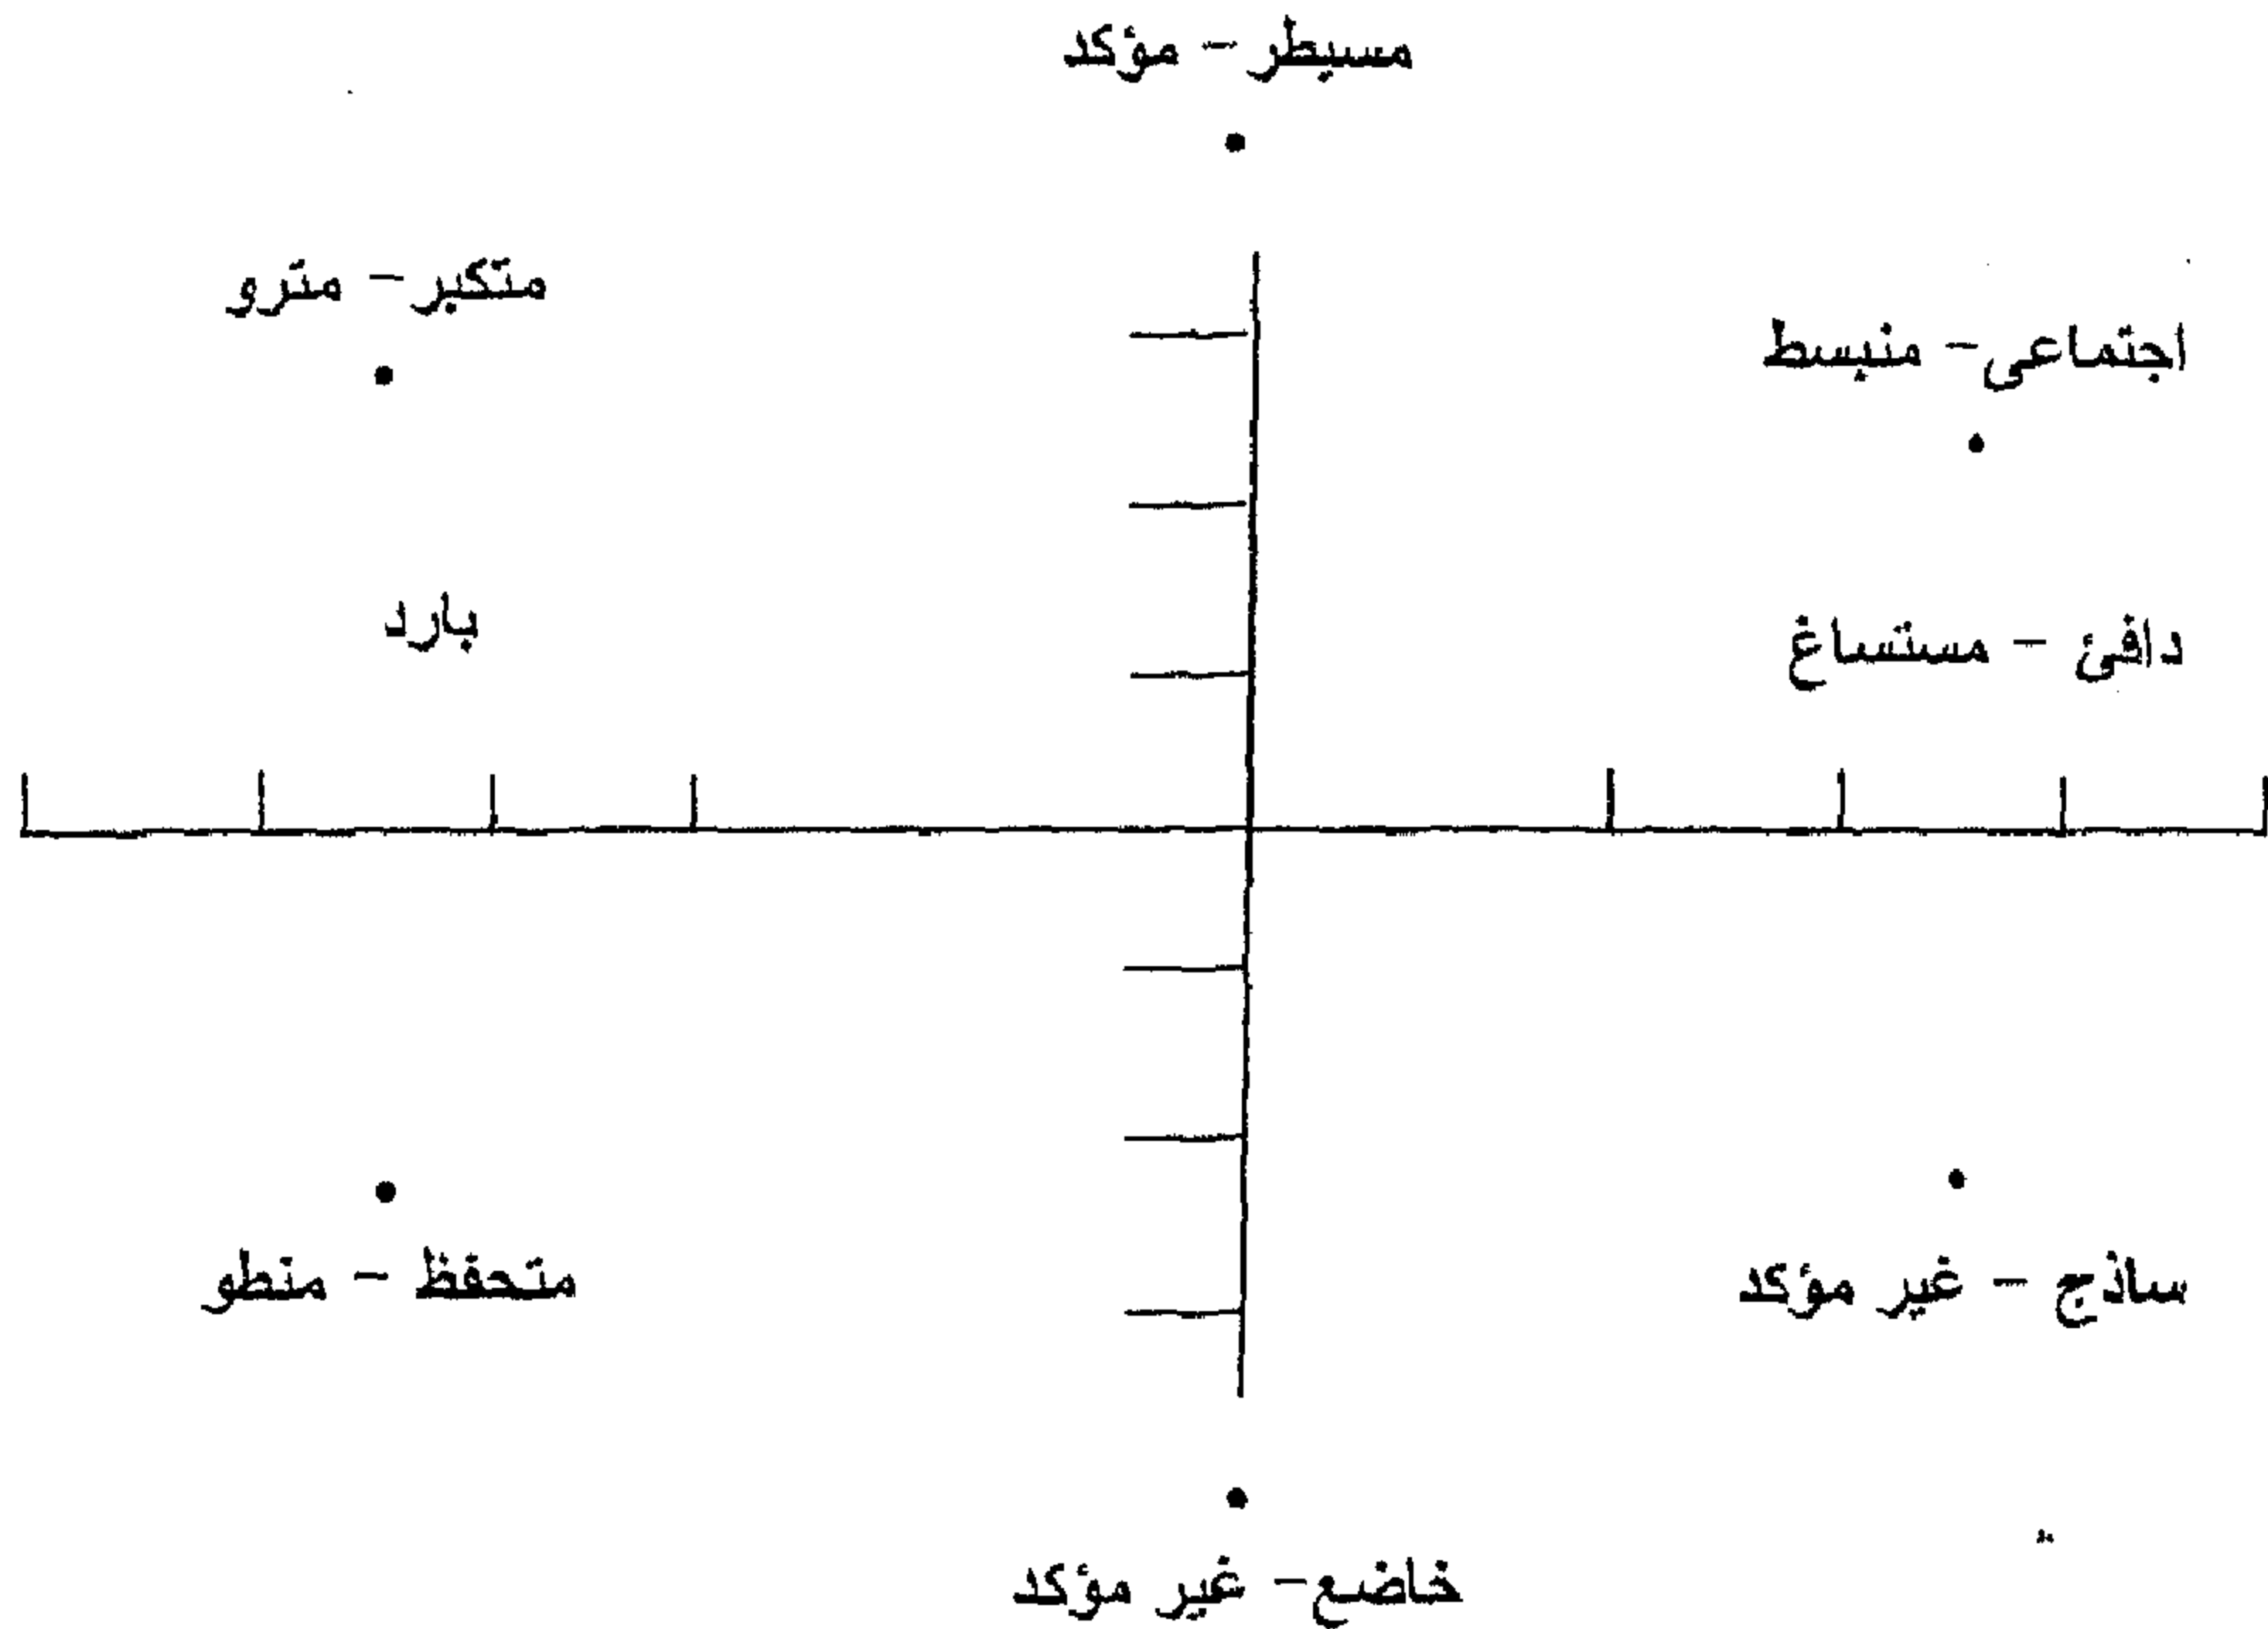 مسيطر - مؤكد
متكبر - مترو
اجتماعى - منبسط
بارد
دافئ - مستساغ
متحفظ - منطو
ساذج - غير مؤكد
خاضع - غير مؤكد